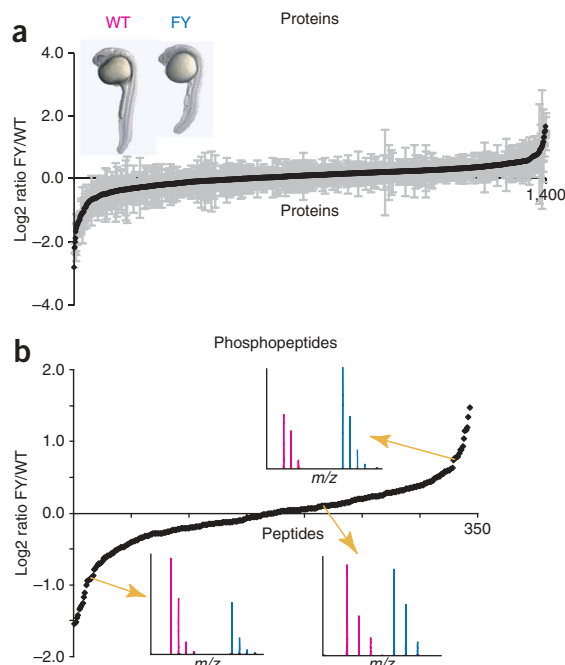 a
WT FY
Proteins
Log2 ratio FY/WT
4.0
2.0
0.0
−2.0
−4.0
Proteins
1,400
b
Phosphopeptides
Log2 ratio FY/WT
2.0
1.0
0.0
−1.0
−2.0
m/z
Peptides
350
m/z
m/z